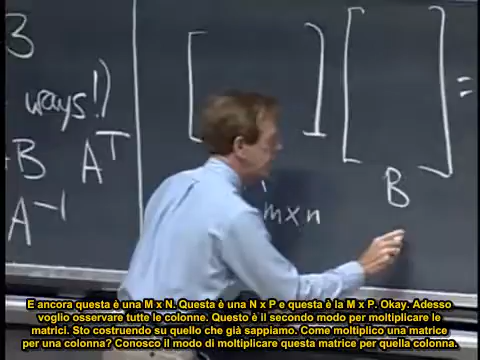 3
ways!)
B Aᵀ
A⁻¹
[ ] [ ] =
m×n
B
E ancora questa è una M x N. Questa è una N x P e questa è la M x P. Okay. Adesso
voglio osservare tutte le colonne. Questo è il secondo modo per moltiplicare le
matrici. Sto costruendo su quello che già sappiamo. Come moltiplico una matrice
per una colonna? Conosco il modo di moltiplicare questa matrice per quella colonna.